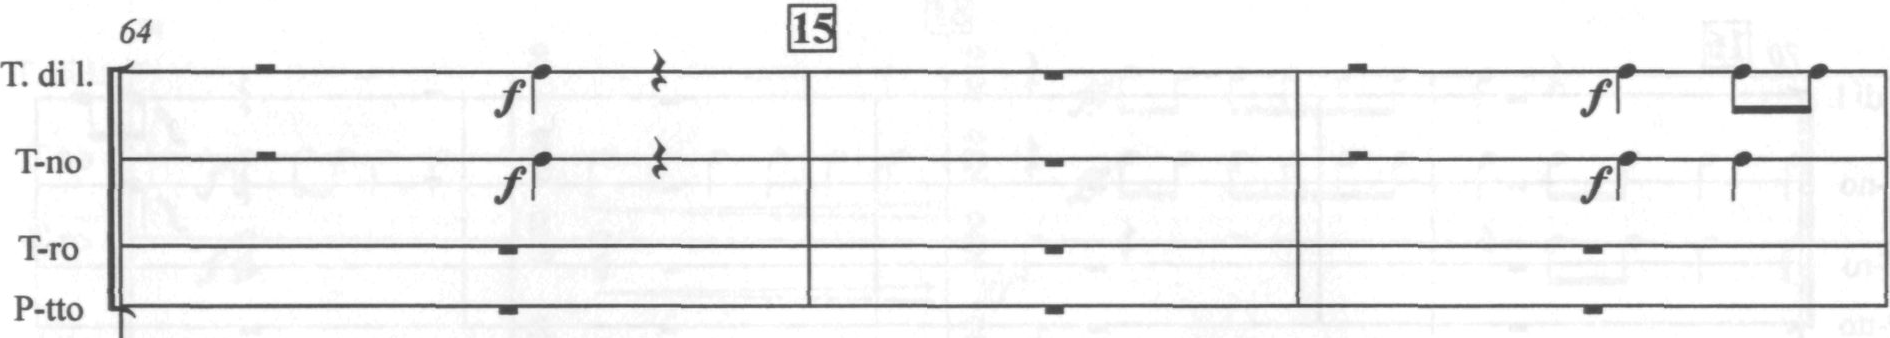 64
15
T. di l.
f
f
T-no
f
f
T-ro
P-tto